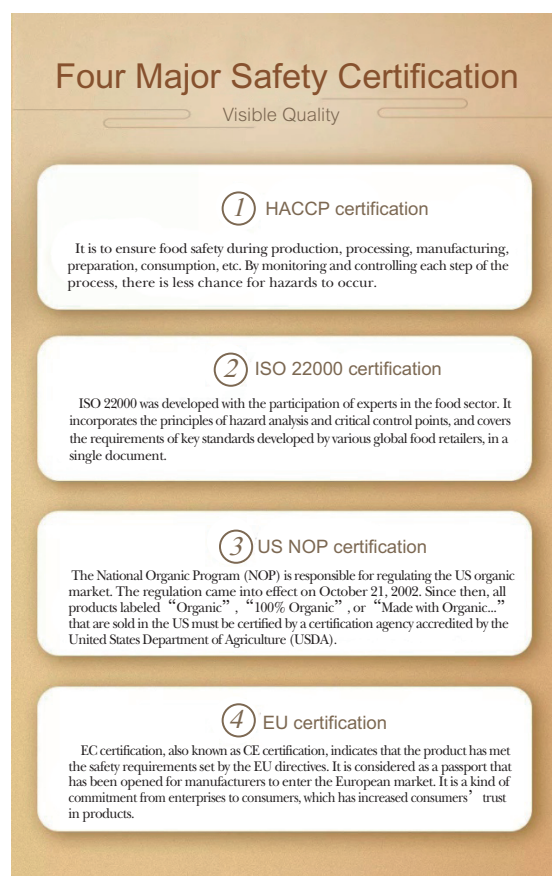 Four Major Safety Certification
Visible Quality
1 HACCP certification
It is to ensure food safety during production, processing, manufacturing,
preparation, consumption, etc. By monitoring and controlling each step of the
process, there is less chance for hazards to occur.
2 ISO 22000 certification
ISO 22000 was developed with the participation of experts in the food sector. It
incorporates the principles of hazard analysis and critical control points, and covers
the requirements of key standards developed by various global food retailers, in a
single document.
3 US NOP certification
The National Organic Program (NOP) is responsible for regulating the US organic
market. The regulation came into effect on October 21, 2002. Since then, all
products labeled “Organic”, “100% Organic”, or “Made with Organic...”
that are sold in the US must be certified by a certification agency accredited by the
United States Department of Agriculture (USDA).
4 EU certification
EC certification, also known as CE certification, indicates that the product has met
the safety requirements set by the EU directives. It is considered as a passport that
has been opened for manufacturers to enter the European market. It is a kind of
commitment from enterprises to consumers, which has increased consumers’ trust
in products.